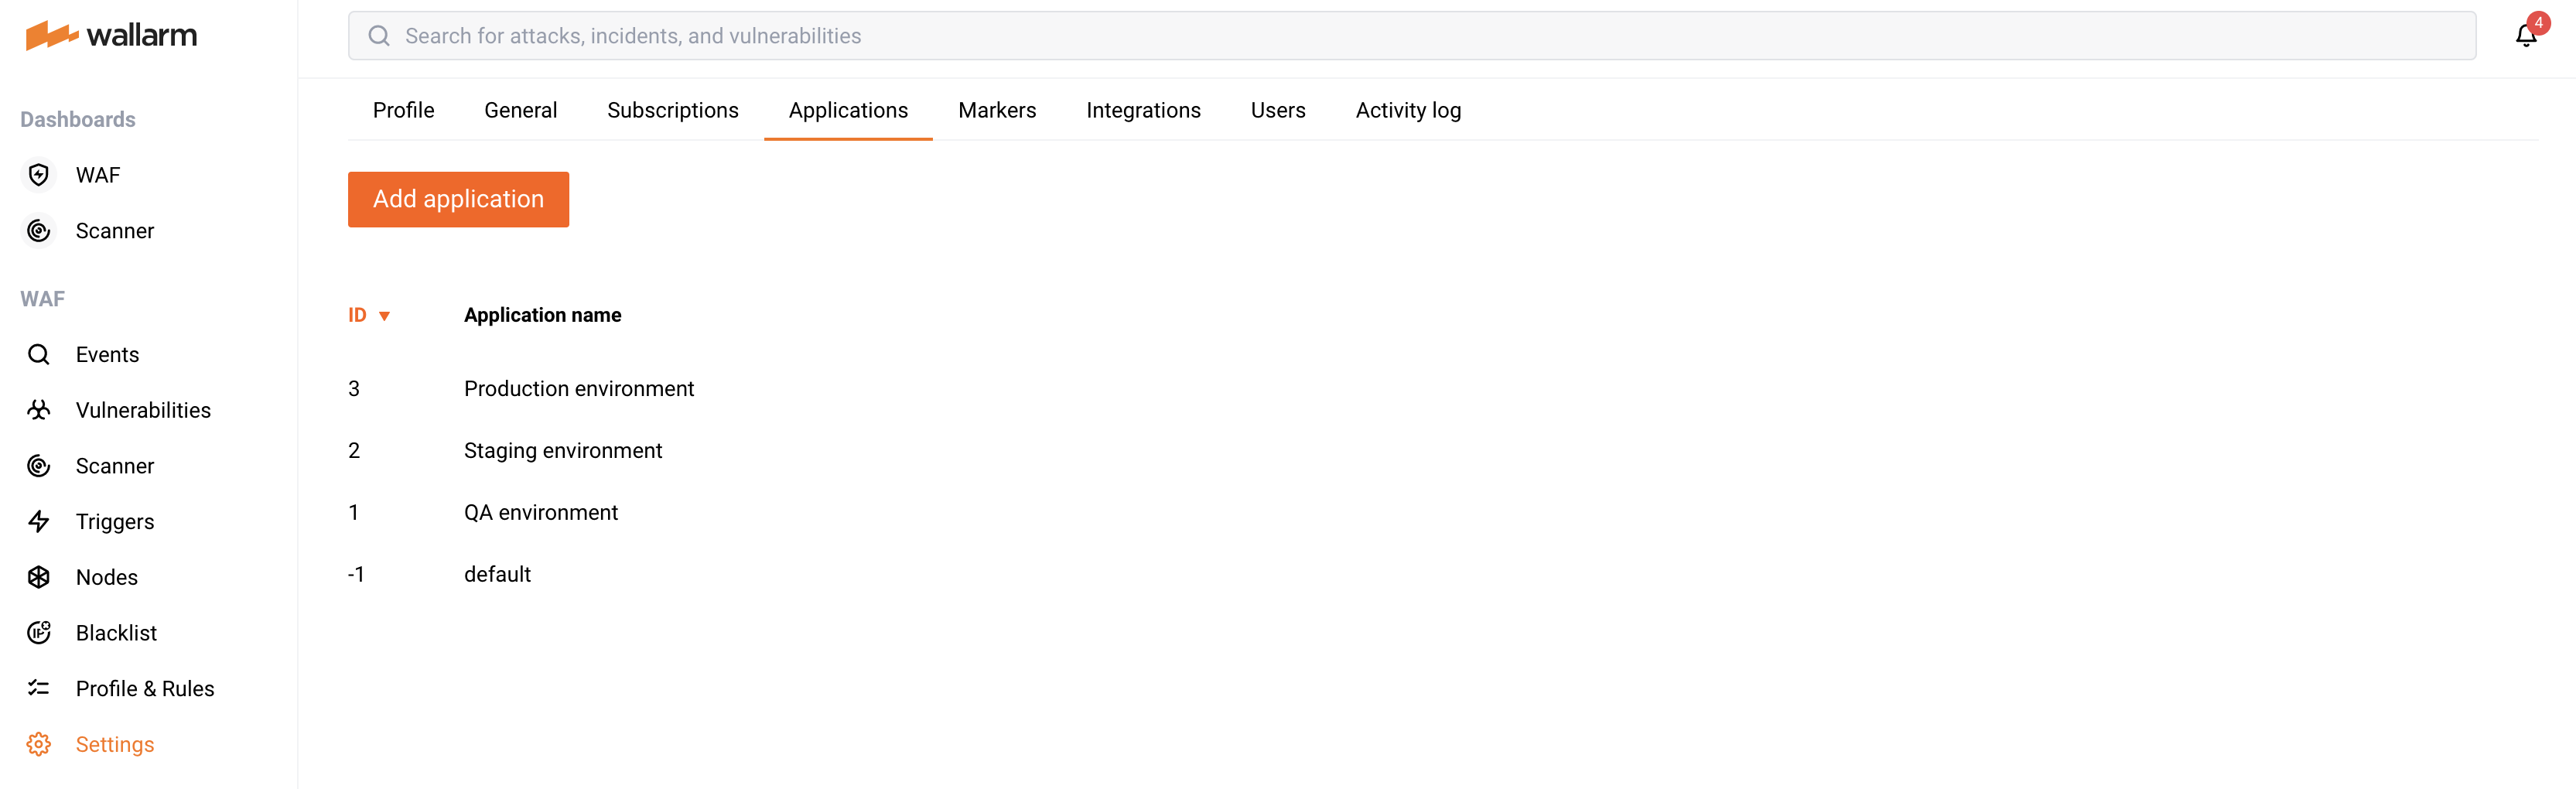 wallarm
Search for attacks, incidents, and vulnerabilities
4
Dashboards
WAF
Scanner
WAF
Events
Vulnerabilities
Scanner
Triggers
Nodes
Blacklist
Profile & Rules
Settings
Profile General Subscriptions Applications Markers Integrations Users Activity log
Add application
ID ▼ Application name
3 Production environment
2 Staging environment
1 QA environment
-1 default